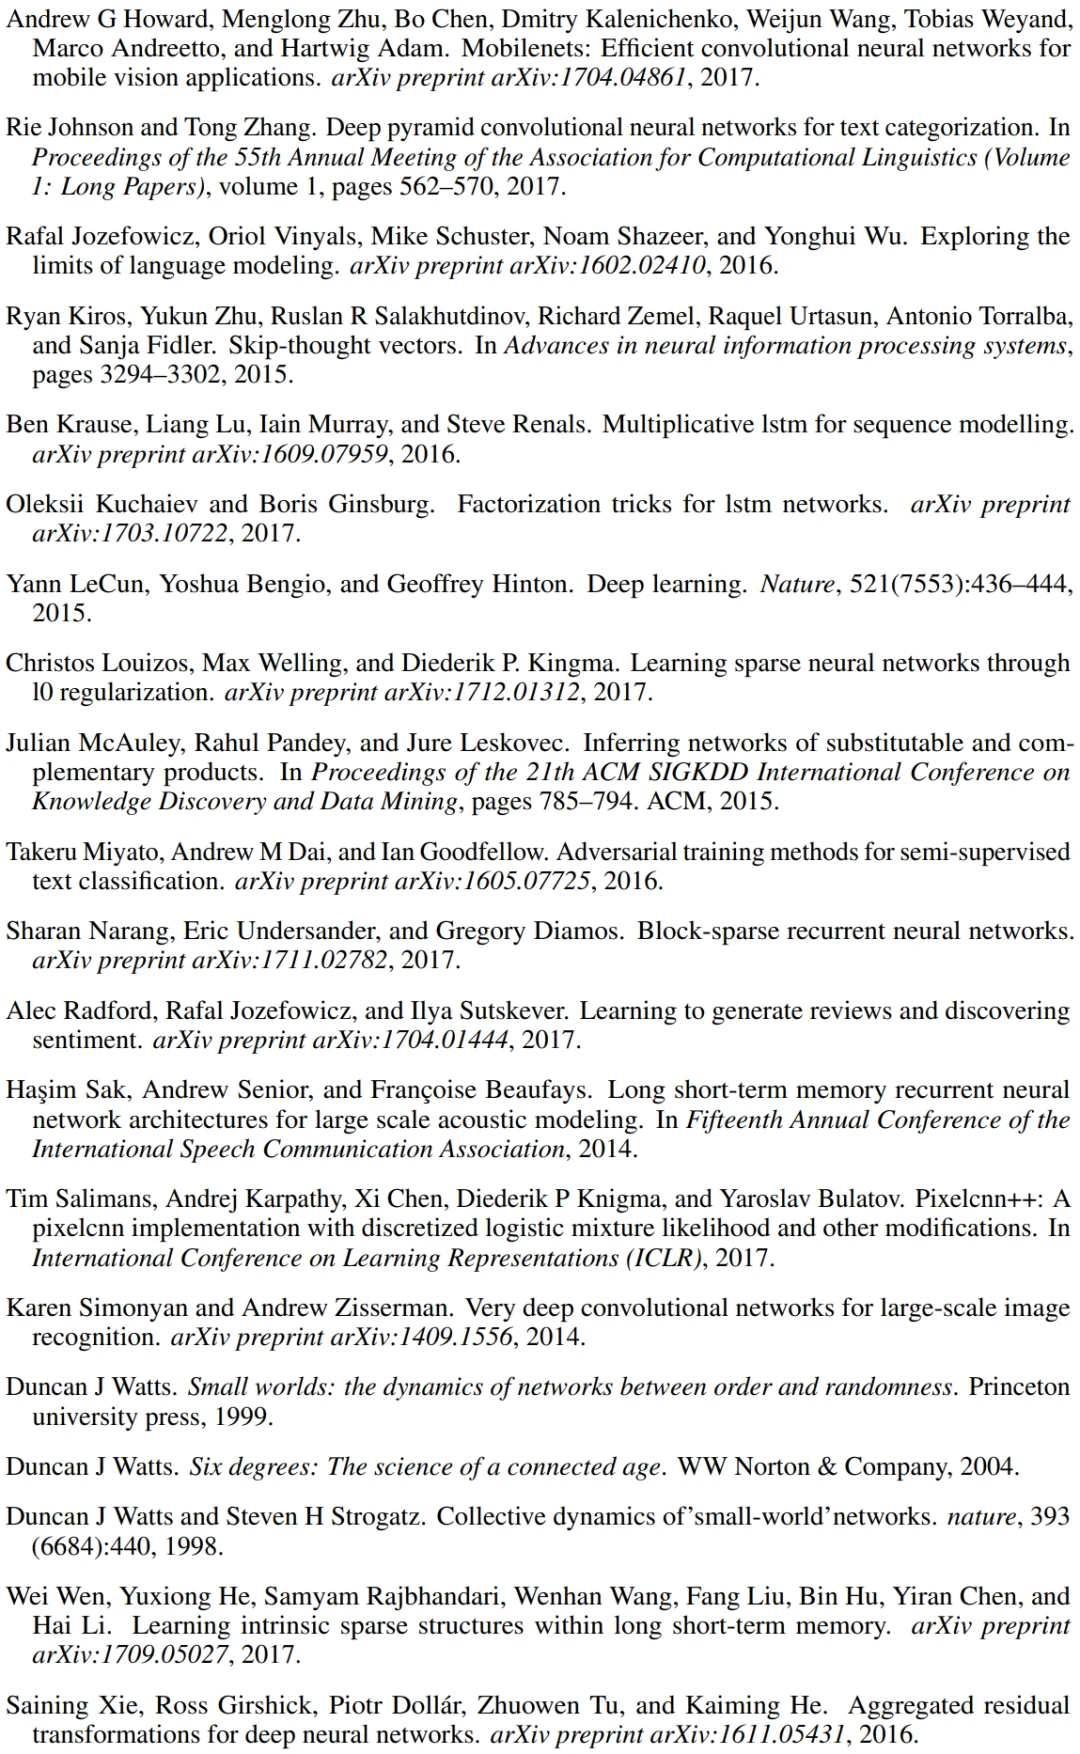 Andrew G Howard, Menglong Zhu, Bo Chen, Dmitry Kalenichenko, Weijun Wang, Tobias Weyand,
Marco Andreetto, and Hartwig Adam. Mobilenets: Efficient convolutional neural networks for
mobile vision applications. arXiv preprint arXiv:1704.04861, 2017.
Rie Johnson and Tong Zhang. Deep pyramid convolutional neural networks for text categorization. In
Proceedings of the 55th Annual Meeting of the Association for Computational Linguistics (Volume
1: Long Papers), volume 1, pages 562–570, 2017.
Rafal Jozefowicz, Oriol Vinyals, Mike Schuster, Noam Shazeer, and Yonghui Wu. Exploring the
limits of language modeling. arXiv preprint arXiv:1602.02410, 2016.
Ryan Kiros, Yukun Zhu, Ruslan R Salakhutdinov, Richard Zemel, Raquel Urtasun, Antonio Torralba,
and Sanja Fidler. Skip-thought vectors. In Advances in neural information processing systems,
pages 3294–3302, 2015.
Ben Krause, Liang Lu, Iain Murray, and Steve Renals. Multiplicative lstm for sequence modelling.
arXiv preprint arXiv:1609.07959, 2016.
Oleksii Kuchaiev and Boris Ginsburg. Factorization tricks for lstm networks. arXiv preprint
arXiv:1703.10722, 2017.
Yann LeCun, Yoshua Bengio, and Geoffrey Hinton. Deep learning. Nature, 521(7553):436–444,
2015.
Christos Louizos, Max Welling, and Diederik P. Kingma. Learning sparse neural networks through
l0 regularization. arXiv preprint arXiv:1712.01312, 2017.
Julian McAuley, Rahul Pandey, and Jure Leskovec. Inferring networks of substitutable and com-
plementary products. In Proceedings of the 21th ACM SIGKDD International Conference on
Knowledge Discovery and Data Mining, pages 785–794. ACM, 2015.
Takeru Miyato, Andrew M Dai, and Ian Goodfellow. Adversarial training methods for semi-supervised
text classification. arXiv preprint arXiv:1605.07725, 2016.
Sharan Narang, Eric Undersander, and Gregory Diamos. Block-sparse recurrent neural networks.
arXiv preprint arXiv:1711.02782, 2017.
Alec Radford, Rafal Jozefowicz, and Ilya Sutskever. Learning to generate reviews and discovering
sentiment. arXiv preprint arXiv:1704.01444, 2017.
Haşim Sak, Andrew Senior, and Françoise Beaufays. Long short-term memory recurrent neural
network architectures for large scale acoustic modeling. In Fifteenth Annual Conference of the
International Speech Communication Association, 2014.
Tim Salimans, Andrej Karpathy, Xi Chen, Diederik P Knigma, and Yaroslav Bulatov. Pixelcnn++: A
pixelcnn implementation with discretized logistic mixture likelihood and other modifications. In
International Conference on Learning Representations (ICLR), 2017.
Karen Simonyan and Andrew Zisserman. Very deep convolutional networks for large-scale image
recognition. arXiv preprint arXiv:1409.1556, 2014.
Duncan J Watts. Small worlds: the dynamics of networks between order and randomness. Princeton
university press, 1999.
Duncan J Watts. Six degrees: The science of a connected age. WW Norton & Company, 2004.
Duncan J Watts and Steven H Strogatz. Collective dynamics of'small-world'networks. nature, 393
(6684):440, 1998.
Wei Wen, Yuxiong He, Samyam Rajbhandari, Wenhan Wang, Fang Liu, Bin Hu, Yiran Chen, and
Hai Li. Learning intrinsic sparse structures within long short-term memory. arXiv preprint
arXiv:1709.05027, 2017.
Saining Xie, Ross Girshick, Piotr Dollár, Zhuowen Tu, and Kaiming He. Aggregated residual
transformations for deep neural networks. arXiv preprint arXiv:1611.05431, 2016.